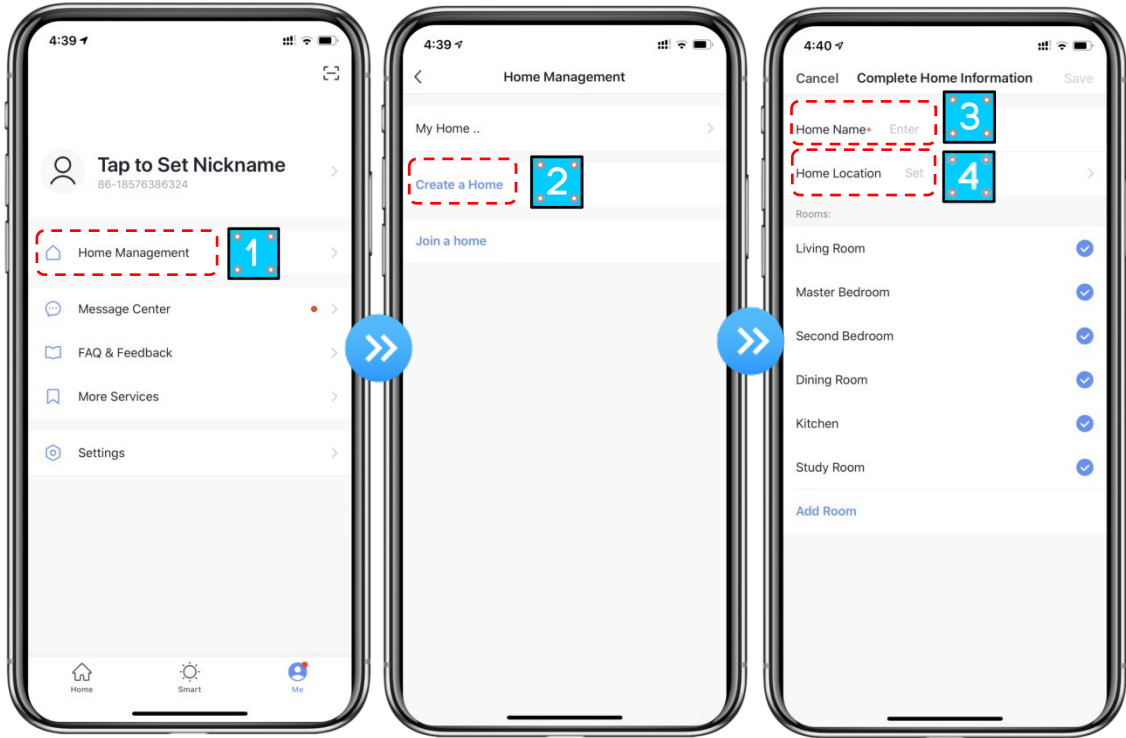 4:39
Tap to Set Nickname
86-18576386324
Home Management
1
Message Center
FAQ & Feedback
More Services
Settings
Home
Smart
Me
4:39
Home Management
My Home ..
Create a Home
2
Join a home
4:40
Cancel Complete Home Information Save
Home Name* Enter
3
Home Location Set
4
Rooms:
Living Room
Master Bedroom
Second Bedroom
Dining Room
Kitchen
Study Room
Add Room